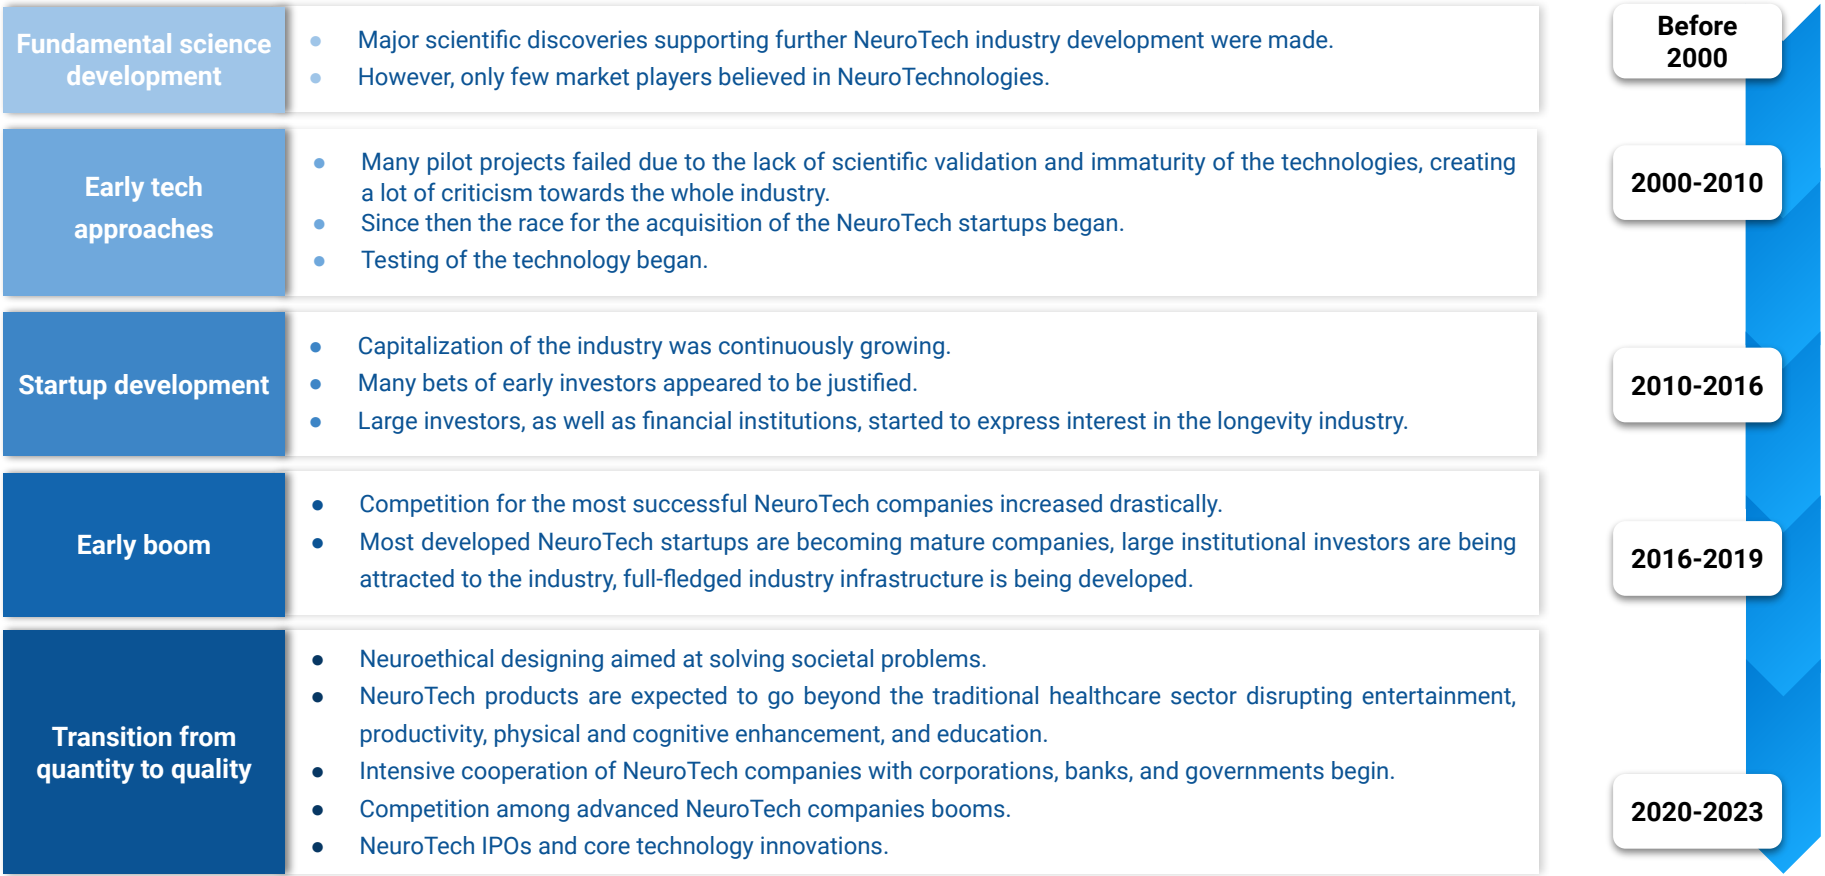 Fundamental science
development
● Major scientific discoveries supporting further NeuroTech industry development were made.
● However, only few market players believed in NeuroTechnologies.
Before
2000
Early tech
approaches
● Many pilot projects failed due to the lack of scientific validation and immaturity of the technologies, creating
a lot of criticism towards the whole industry.
● Since then the race for the acquisition of the NeuroTech startups began.
● Testing of the technology began.
2000-2010
Startup development
● Capitalization of the industry was continuously growing.
● Many bets of early investors appeared to be justified.
● Large investors, as well as financial institutions, started to express interest in the longevity industry.
2010-2016
Early boom
● Competition for the most successful NeuroTech companies increased drastically.
● Most developed NeuroTech startups are becoming mature companies, large institutional investors are being
attracted to the industry, full-fledged industry infrastructure is being developed.
2016-2019
Transition from
quantity to quality
● Neuroethical designing aimed at solving societal problems.
● NeuroTech products are expected to go beyond the traditional healthcare sector disrupting entertainment,
productivity, physical and cognitive enhancement, and education.
● Intensive cooperation of NeuroTech companies with corporations, banks, and governments begin.
● Competition among advanced NeuroTech companies booms.
● NeuroTech IPOs and core technology innovations.
2020-2023